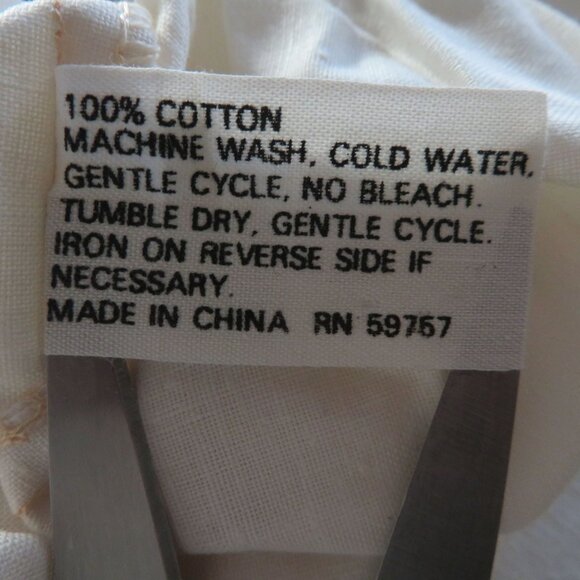 100% COTTON
MACHINE WASH, COLD WATER,
GENTLE CYCLE, NO BLEACH.
TUMBLE DRY, GENTLE CYCLE.
IRON ON REVERSE SIDE IF
NECESSARY.
MADE IN CHINA RN 59767